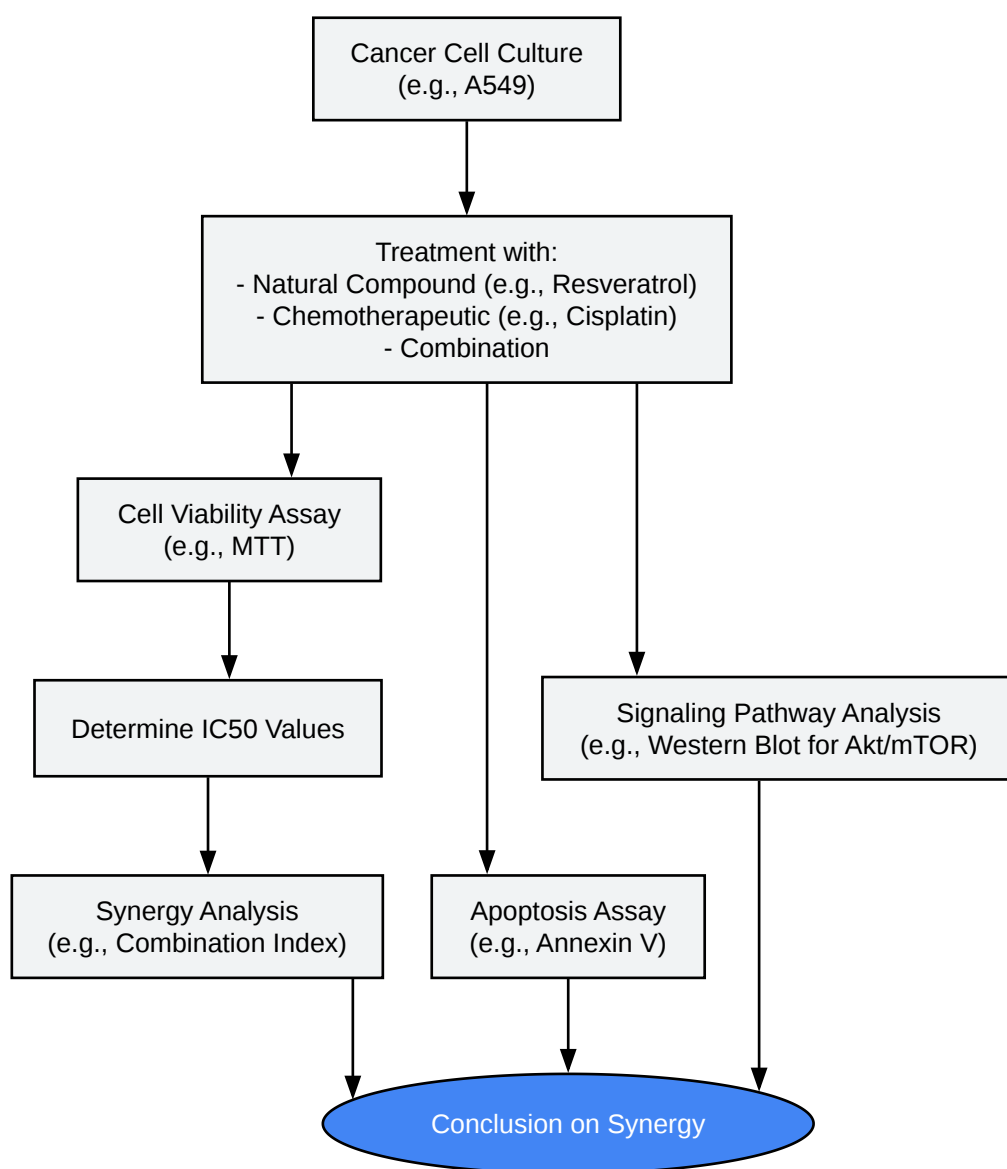 Cancer Cell Culture
(e.g., A549)
Treatment with:
- Natural Compound (e.g., Resveratrol)
- Chemotherapeutic (e.g., Cisplatin)
- Combination
Cell Viability Assay
(e.g., MTT)
Determine IC50 Values
Signaling Pathway Analysis
(e.g., Western Blot for Akt/mTOR)
Synergy Analysis
(e.g., Combination Index)
Apoptosis Assay
(e.g., Annexin V)
Conclusion on Synergy